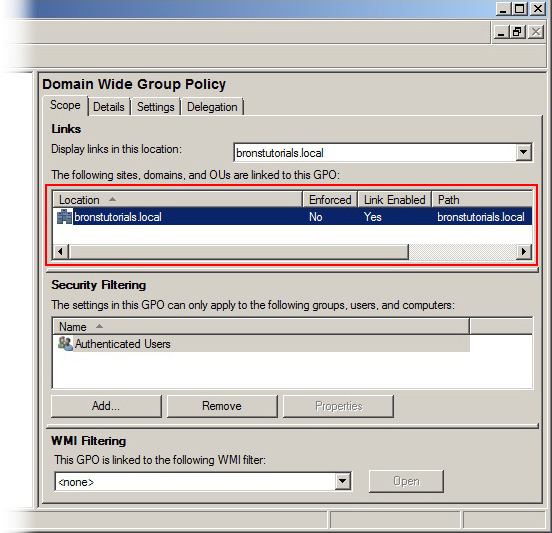 Domain Wide Group Policy
Scope Details Settings Delegation
Links
Display links in this location: bronstutorials.local
The following sites, domains, and OUs are linked to this GPO:
Location Enforced Link Enabled Path
bronstutorials.local No Yes bronstutorials.local
Security Filtering
The settings in this GPO can only apply to the following groups, users, and computers:
Name
Authenticated Users
Add... Remove Properties
WMI Filtering
This GPO is linked to the following WMI filter:
<none> Open